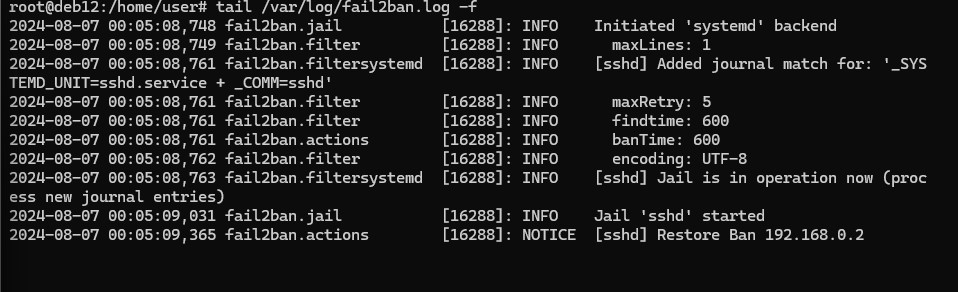 root@deb12:/home/user# tail /var/log/fail2ban.log -f
2024-08-07 00:05:08,748 fail2ban.jail           [16288]: INFO    Initiated 'systemd' backend
2024-08-07 00:05:08,749 fail2ban.filter         [16288]: INFO      maxLines: 1
2024-08-07 00:05:08,761 fail2ban.filtersystemd  [16288]: INFO    [sshd] Added journal match for: '_SYS
TEMD_UNIT=sshd.service + _COMM=sshd'
2024-08-07 00:05:08,761 fail2ban.filter         [16288]: INFO      maxRetry: 5
2024-08-07 00:05:08,761 fail2ban.filter         [16288]: INFO      findtime: 600
2024-08-07 00:05:08,761 fail2ban.actions        [16288]: INFO      banTime: 600
2024-08-07 00:05:08,762 fail2ban.filter         [16288]: INFO      encoding: UTF-8
2024-08-07 00:05:08,763 fail2ban.filtersystemd  [16288]: INFO    [sshd] Jail is in operation now (proc
ess new journal entries)
2024-08-07 00:05:09,031 fail2ban.jail           [16288]: INFO    Jail 'sshd' started
2024-08-07 00:05:09,365 fail2ban.actions        [16288]: NOTICE  [sshd] Restore Ban 192.168.0.2